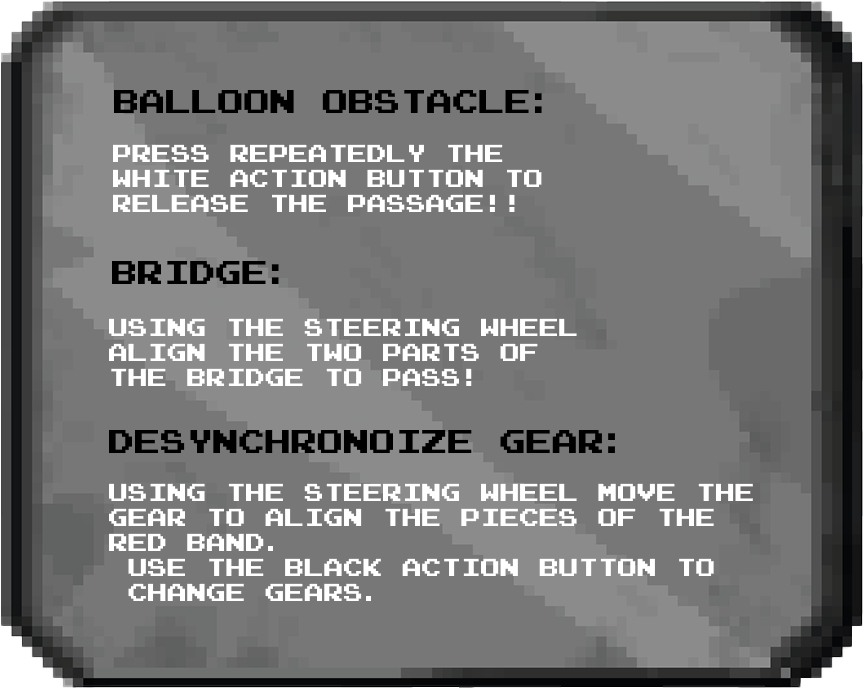 BALLOON OBSTACLE:
PRESS REPEATEDLY THE
WHITE ACTION BUTTON TO
RELEASE THE PASSAGE!!
BRIDGE:
USING THE STEERING WHEEL
ALIGN THE TWO PARTS OF
THE BRIDGE TO PASS!
DESYNCHRONOIZE GEAR:
USING THE STEERING WHEEL MOVE THE
GEAR TO ALIGN THE PIECES OF THE
RED BAND.
USE THE BLACK ACTION BUTTON TO
CHANGE GEARS.